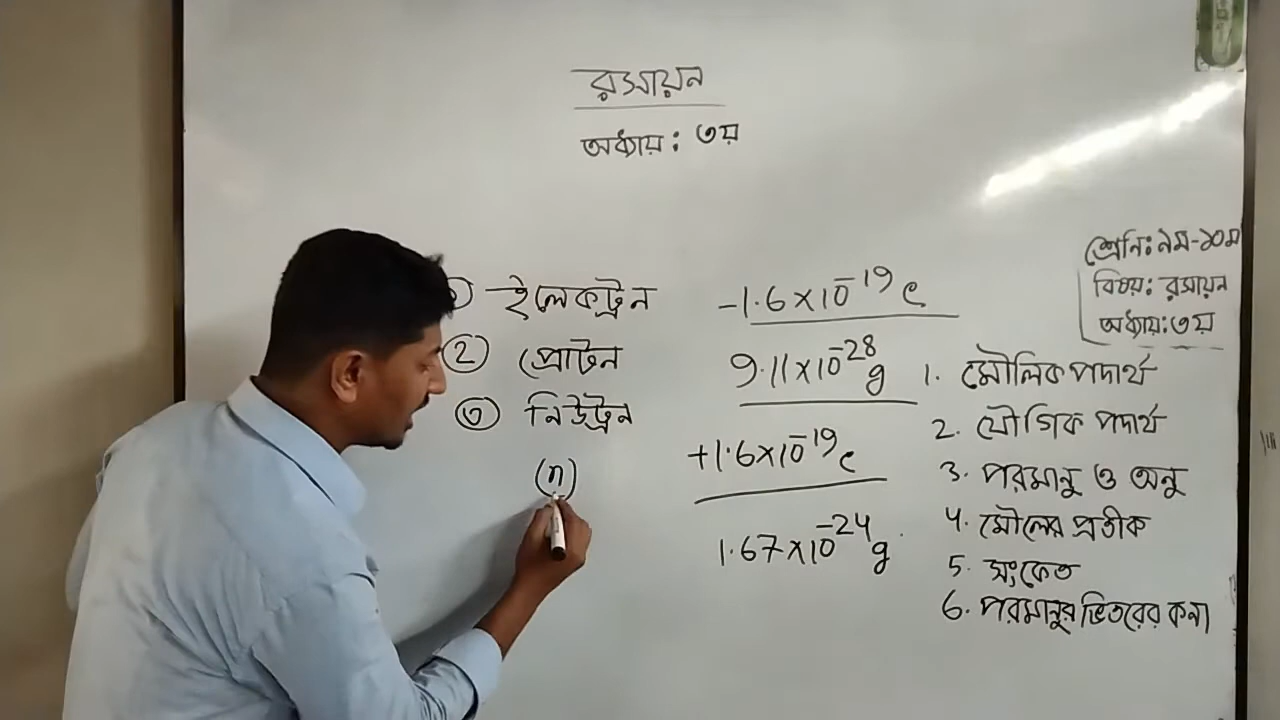 রসায়ন
অধ্যায়: ৩য়
ইলেকট্রন
② প্রোটন
③ নিউট্রন
(n)
-1.6×10⁻¹⁹ c
9.11×10⁻²⁸ g
+1.6×10⁻¹⁹ c
1.67×10⁻²⁴ g
শ্রেনি: ৯ম-১০ম
বিষয়: রসায়ন
অধ্যায়: ৩য়
1. মৌলিক পদার্থ
2. যৌগিক পদার্থ
3. পরমানু ও অনু
4. মৌলের প্রতীক
5. সংকেত
6. পরমানুর ভিতরের কনা